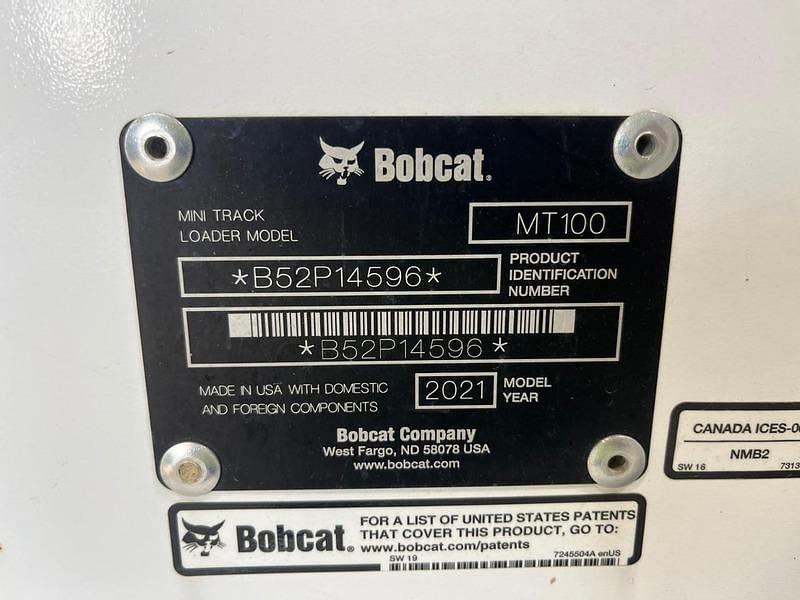 Bobcat.
MINI TRACK
LOADER MODEL
MT100
*B52P14596*
PRODUCT
IDENTIFICATION
NUMBER
*B52P14596*
MADE IN USA WITH DOMESTIC
AND FOREIGN COMPONENTS
2021
MODEL
YEAR
Bobcat Company
West Fargo, ND 58078 USA
www.bobcat.com
CANADA ICES-00
NMB2
SW 16 7313
Bobcat.
FOR A LIST OF UNITED STATES PATENTS
THAT COVER THIS PRODUCT, GO TO:
www.bobcat.com/patents
SW 19 7245504A enUS